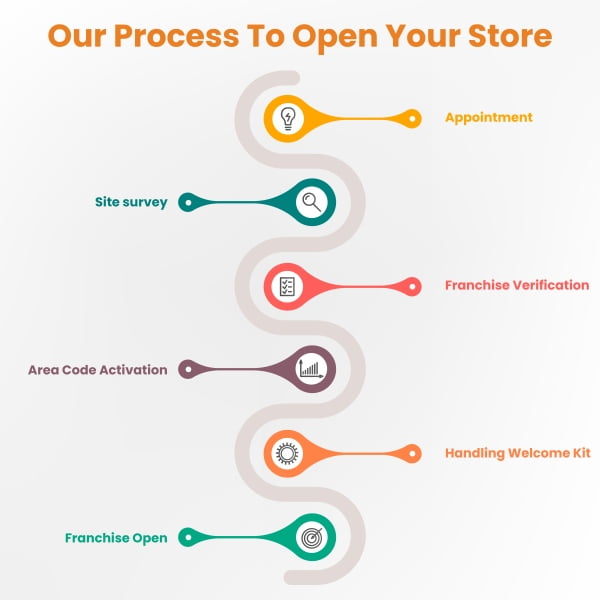 Our Process To Open Your Store
Appointment
Site survey
Franchise Verification
Area Code Activation
Handling Welcome Kit
Franchise Open